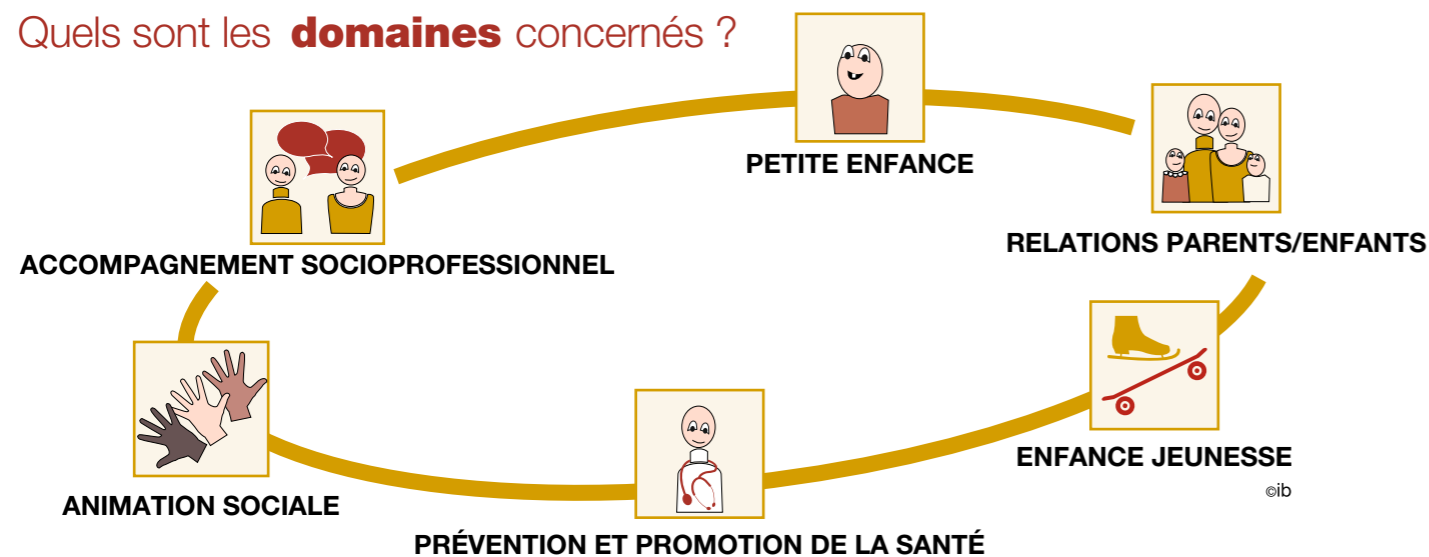 Quels sont les domaines concernés ?
PETITE ENFANCE
RELATIONS PARENTS/ENFANTS
ACCOMPAGNEMENT SOCIOPROFESSIONNEL
ENFANCE JEUNESSE
©ib
ANIMATION SOCIALE
PRÉVENTION ET PROMOTION DE LA SANTÉ